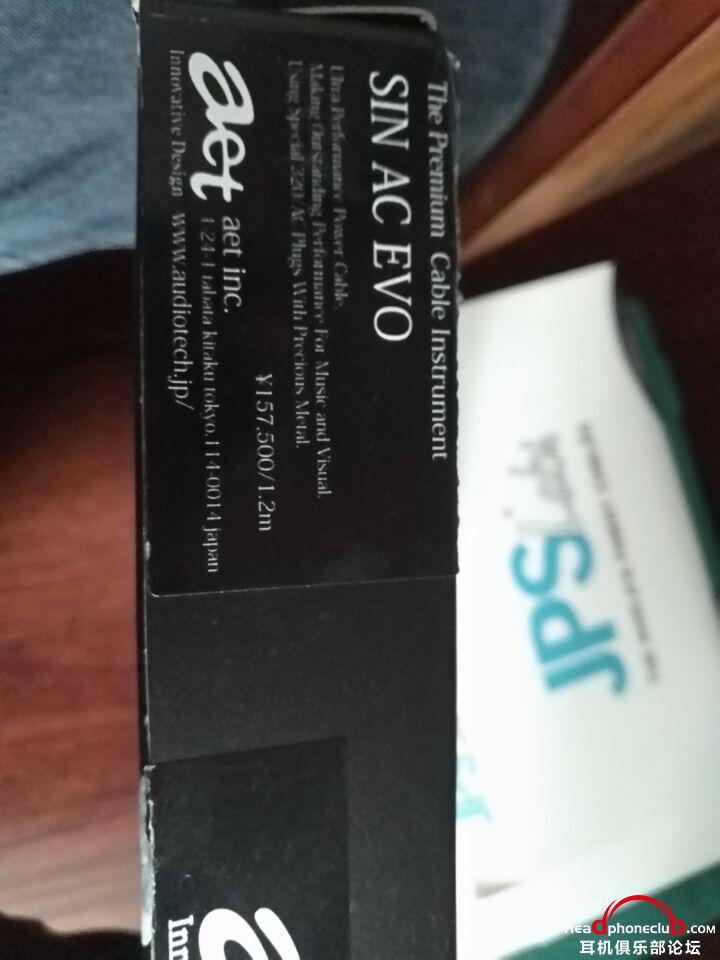 The Premium Cable Instrument
SIN AC EVO
Ultra Performance Power Cable.
Making Outstanding Performance For Music and Visual.
Using Special 320 AC Plugs With Precious Metal.
¥157.500/1.2m
aet
aet inc.
1-24-1 tabata kitaku tokyo.114-0014 japan
Innovative Design www.audiotech.jp/
a
Inn
JPS Labs
JPS
HeadphoneclUb.com
耳机俱乐部论坛